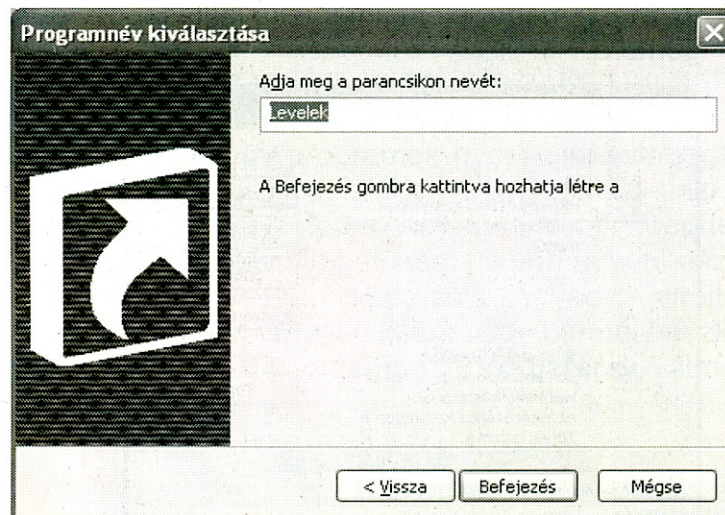 Programnév kiválasztása
Adja meg a parancsikon nevét:
Levelek
A Befejezés gombra kattintva hozhatja létre a
< Vissza
Befejezés
Mégse